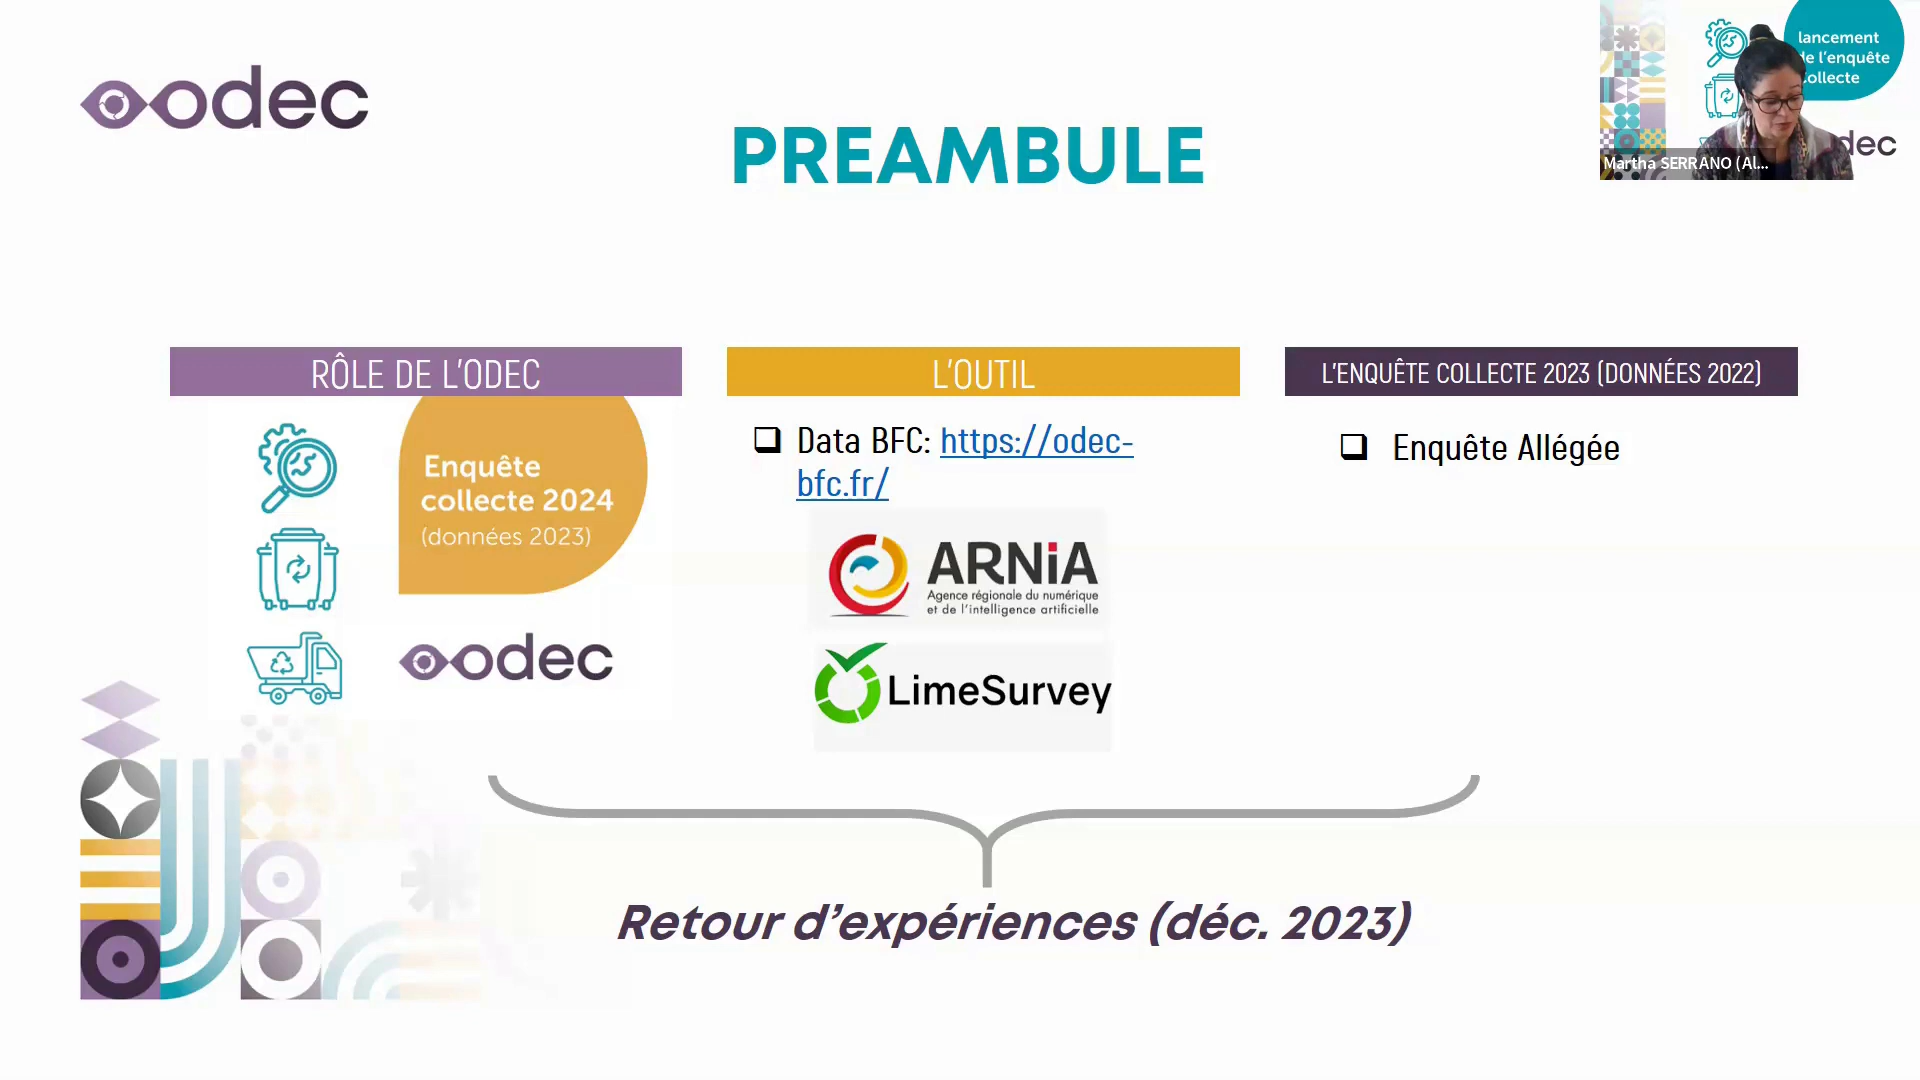 odec
PREAMBULE
lancement
de l'enquête
collecte
dec
Martha SERRANO (Al...
RÔLE DE L'ODEC
Enquête
collecte 2024
(données 2023)
odec
L'OUTIL
Data BFC: https://odec-
bfc.fr/
ARNiA
Agence régionale du numérique
et de l'intelligence artificielle
LimeSurvey
L'ENQUÊTE COLLECTE 2023 (DONNÉES 2022)
Enquête Allégée
Retour d'expériences (déc. 2023)